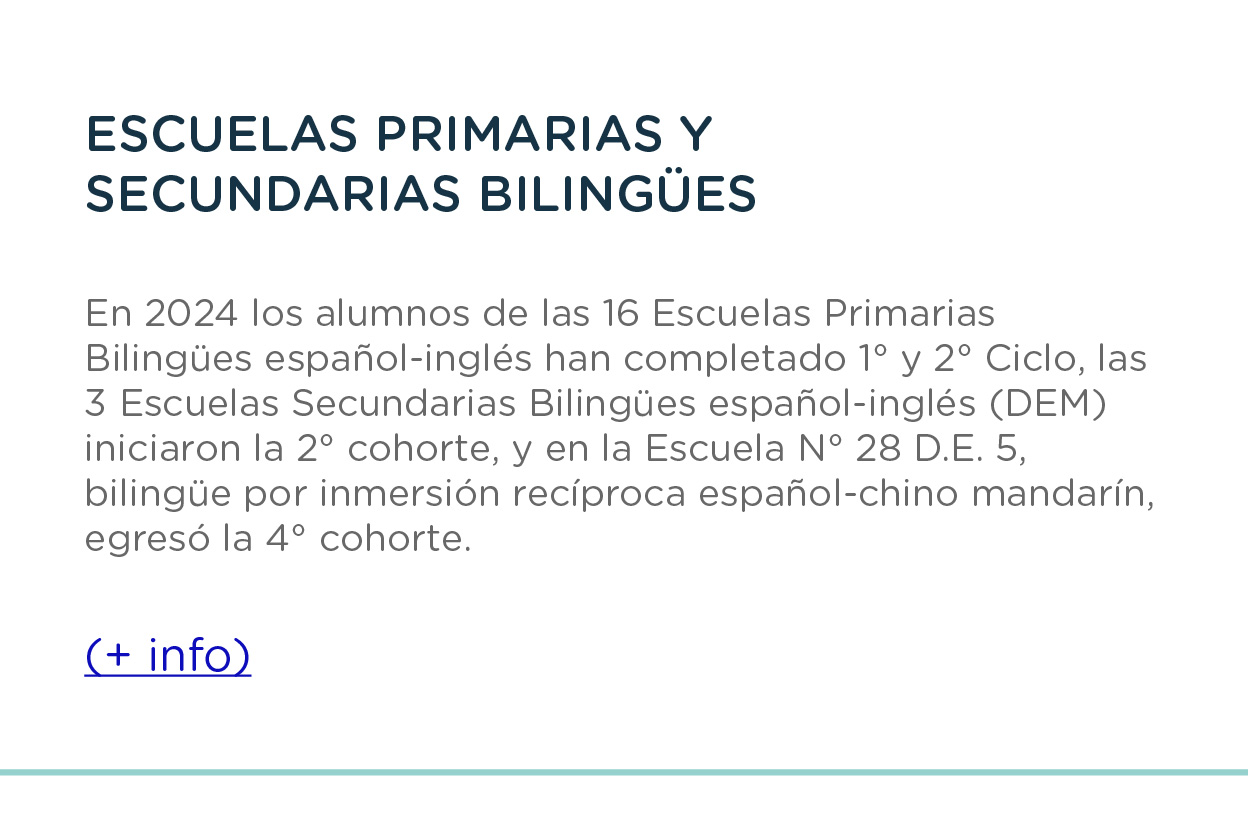 ESCUELAS PRIMARIAS Y
SECUNDARIAS BILINGÜES
En 2024 los alumnos de las 16 Escuelas Primarias
Bilingües español-inglés han completado 1° y 2° Ciclo, las
3 Escuelas Secundarias Bilingües español-inglés (DEM)
iniciaron la 2° cohorte, y en la Escuela N° 28 D.E. 5,
bilingüe por inmersión recíproca español-chino mandarín,
egresó la 4° cohorte.
(+ info)